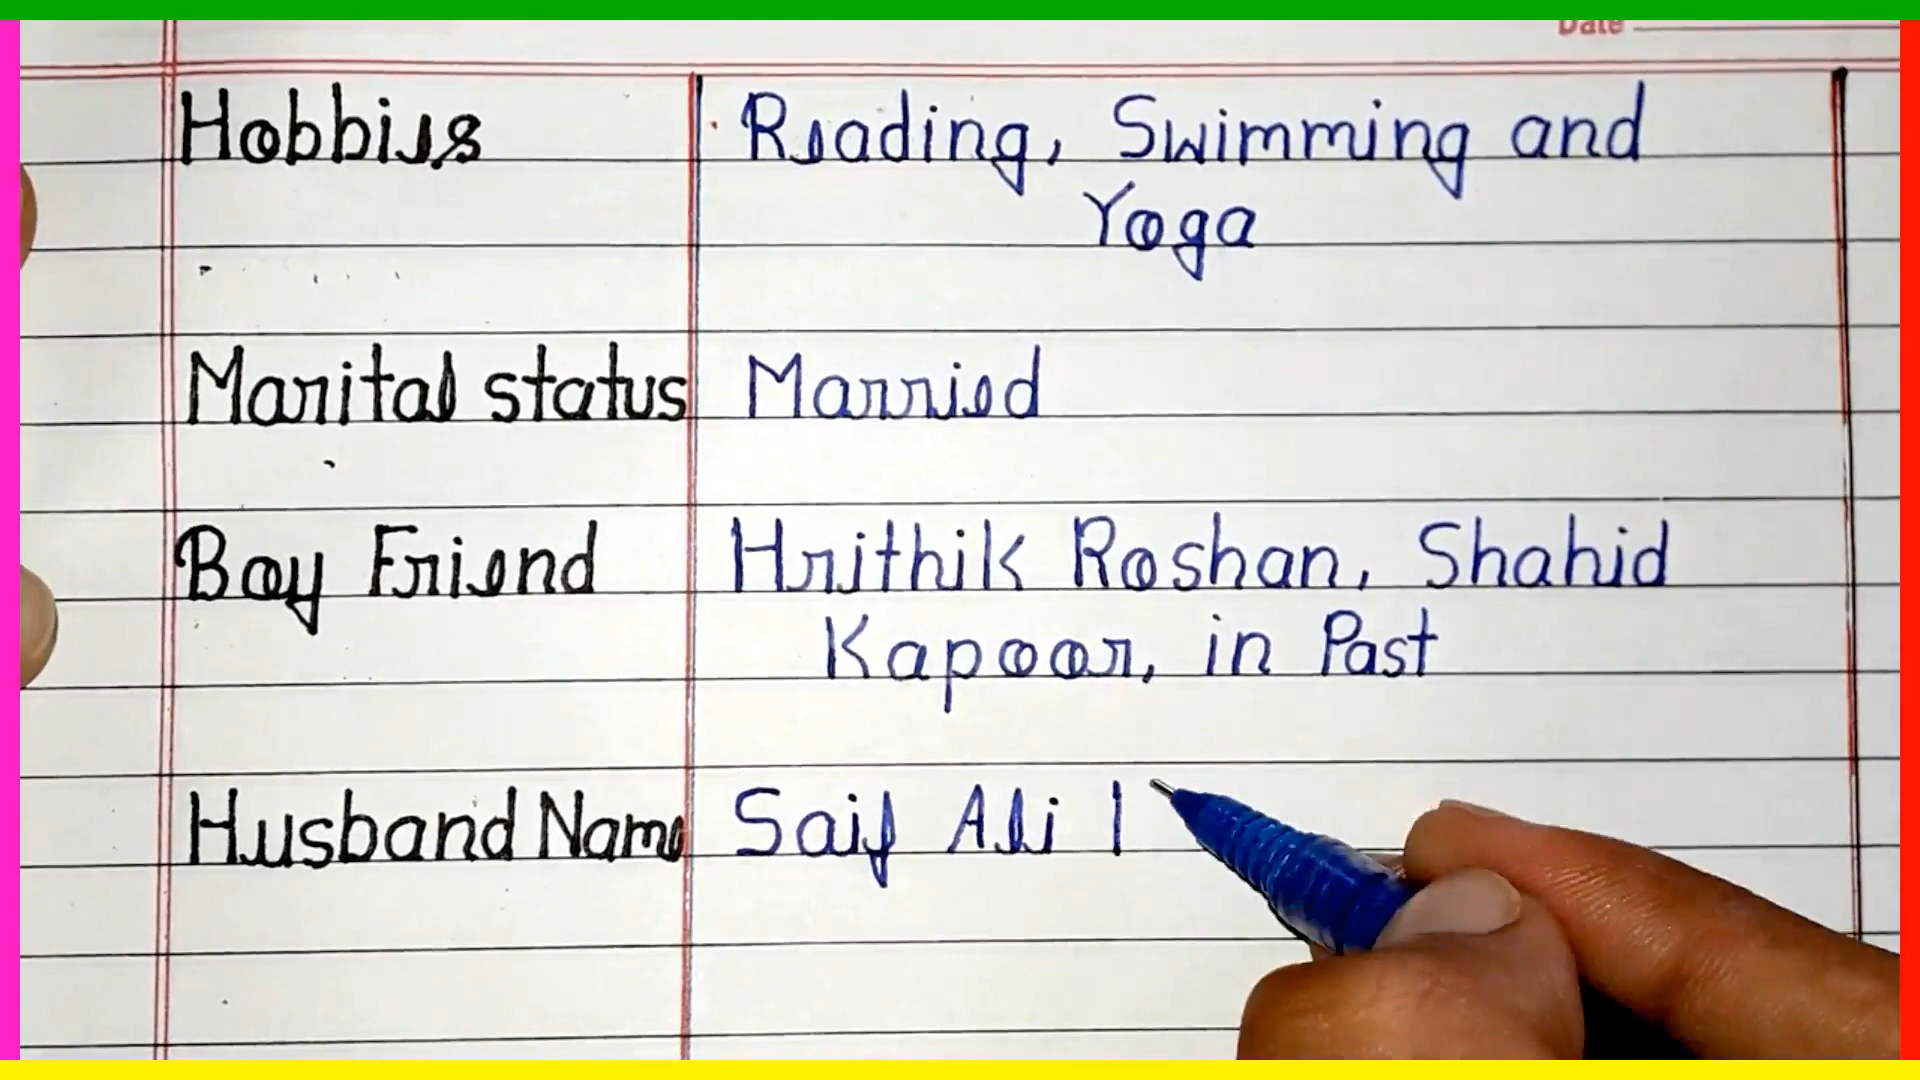 Date
Hobbies Reading, Swimming and
Yoga
Marital status Married
Boy Friend Hrithik Roshan, Shahid
Kapoor, in Past
Husband Name Saif Ali